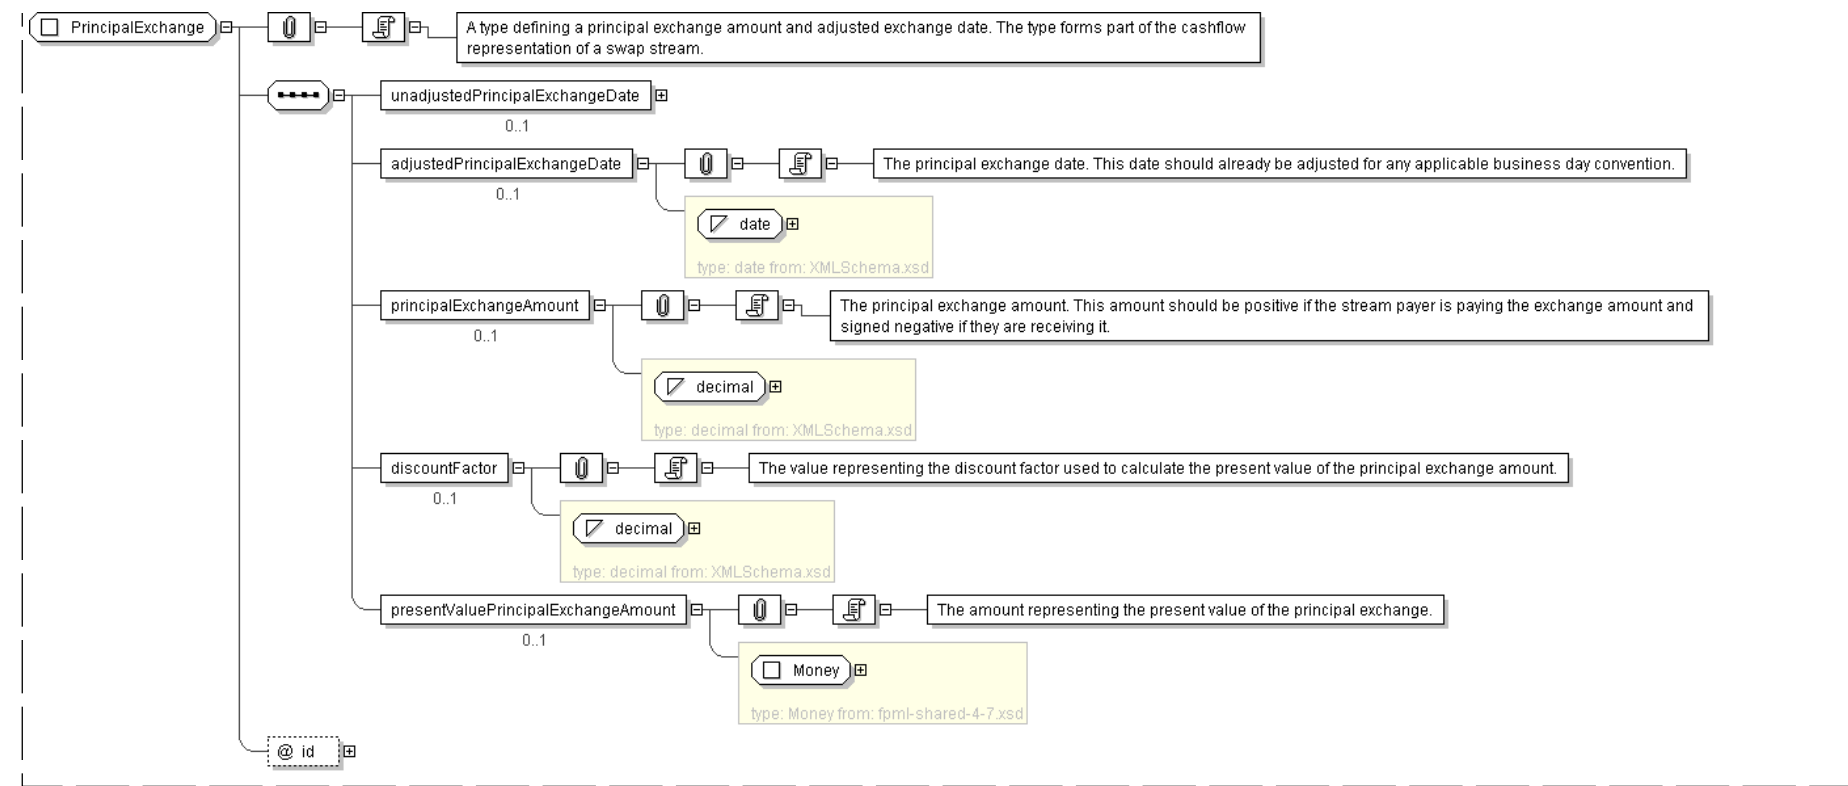 PrincipalExchange
A type defining a principal exchange amount and adjusted exchange date. The type forms part of the cashflow
representation of a swap stream.
unadjustedPrincipalExchangeDate
0..1
adjustedPrincipalExchangeDate
The principal exchange date. This date should already be adjusted for any applicable business day convention.
0..1
date
type: date from: XMLSchema.xsd
principalExchangeAmount
The principal exchange amount. This amount should be positive if the stream payer is paying the exchange amount and
signed negative if they are receiving it.
0..1
decimal
type: decimal from: XMLSchema.xsd
discountFactor
The value representing the discount factor used to calculate the present value of the principal exchange amount.
0..1
decimal
type: decimal from: XMLSchema.xsd
presentValuePrincipalExchangeAmount
The amount representing the present value of the principal exchange.
0..1
Money
type: Money from: fpml-shared-4-7.xsd
@ id